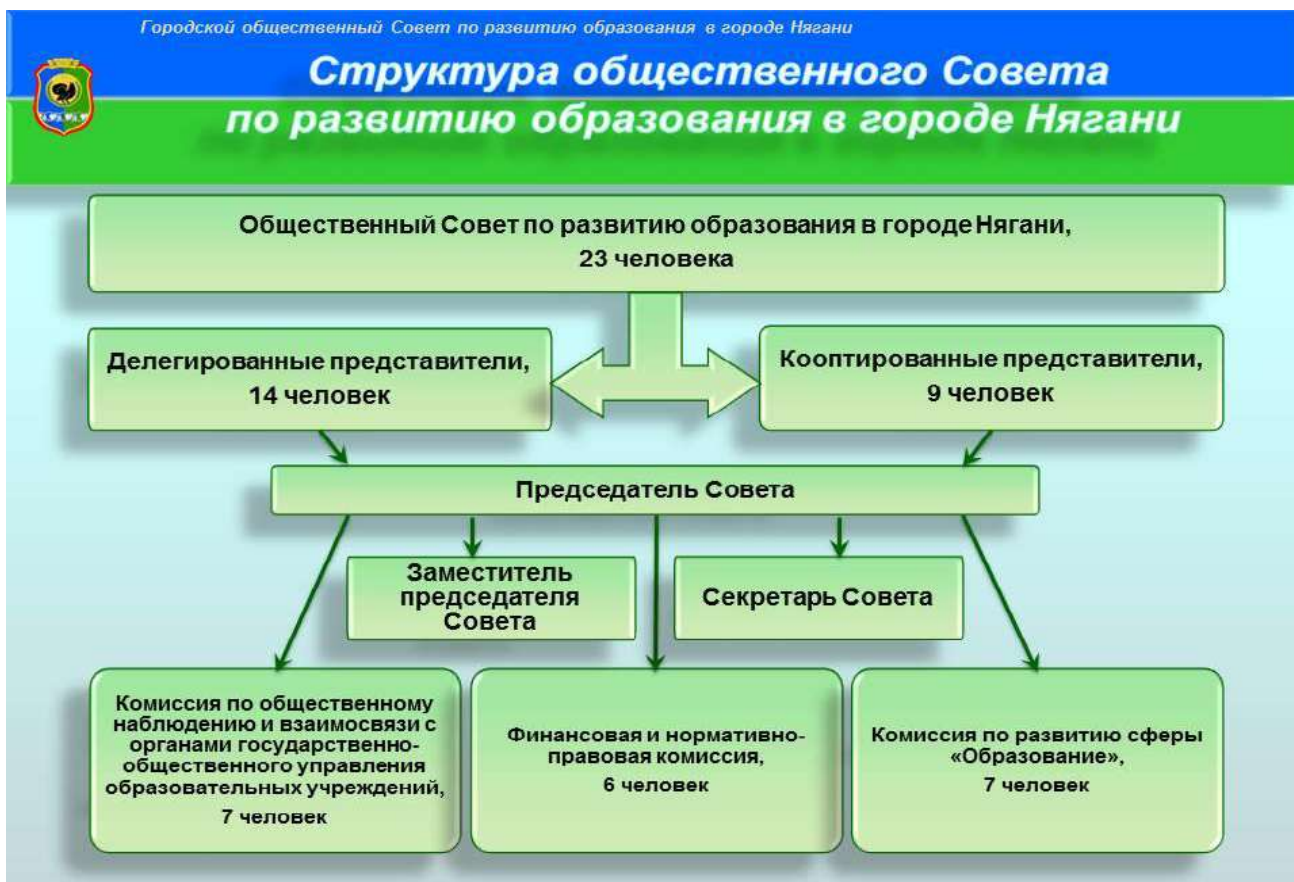 Городской общественный Совет по развитию образования в городе Нягани
Структура общественного Совета
по развитию образования в городе Нягани
Общественный Совет по развитию образования в городе Нягани,
23 человека
Делегированные представители,
14 человек
Кооптированные представители,
9 человек
Председатель Совета
Заместитель
председателя
Совета
Секретарь Совета
Комиссия по общественному
наблюдению и взаимосвязи с
органами государственно-
общественного управления
образовательных учреждений,
7 человек
Финансовая и нормативно-
правовая комиссия,
6 человек
Комиссия по развитию сферы
«Образование»,
7 человек